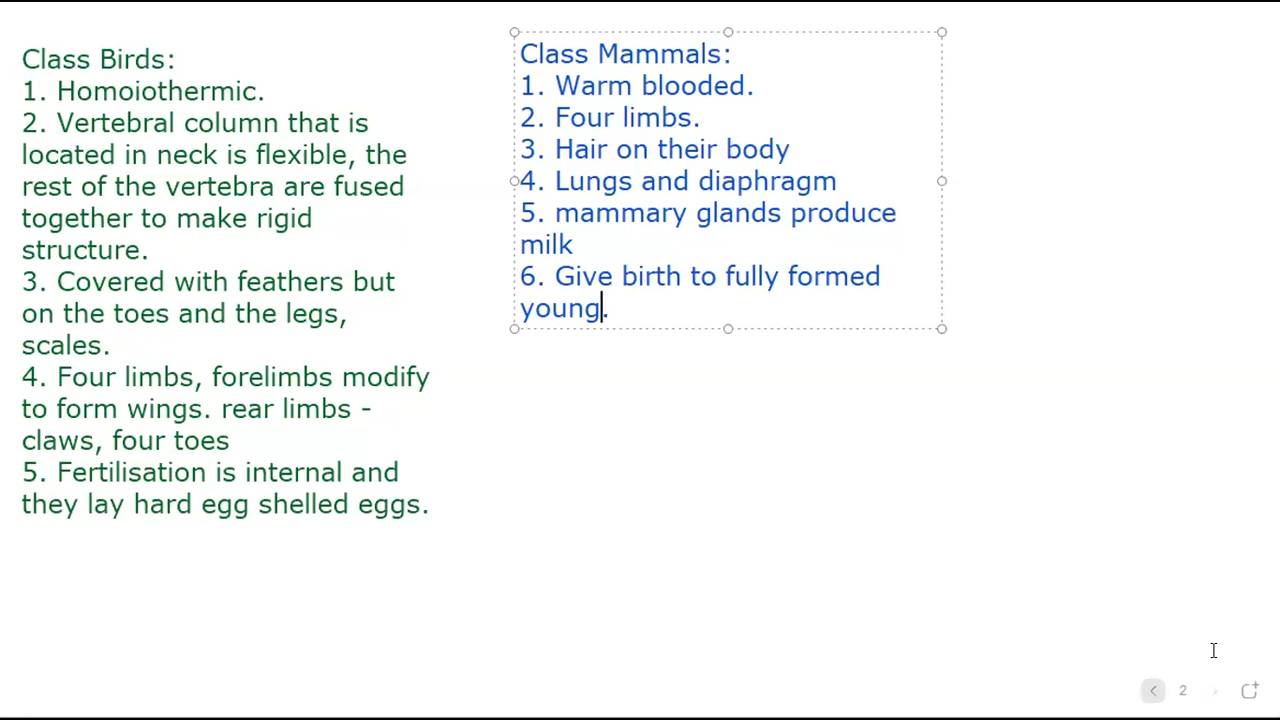 Class Birds:
1. Homoiothermic.
2. Vertebral column that is
located in neck is flexible, the
rest of the vertebra are fused
together to make rigid
structure.
3. Covered with feathers but
on the toes and the legs,
scales.
4. Four limbs, forelimbs modify
to form wings. rear limbs -
claws, four toes
5. Fertilisation is internal and
they lay hard egg shelled eggs.
Class Mammals:
1. Warm blooded.
2. Four limbs.
3. Hair on their body
4. Lungs and diaphragm
5. mammary glands produce
milk
6. Give birth to fully formed
young.
2